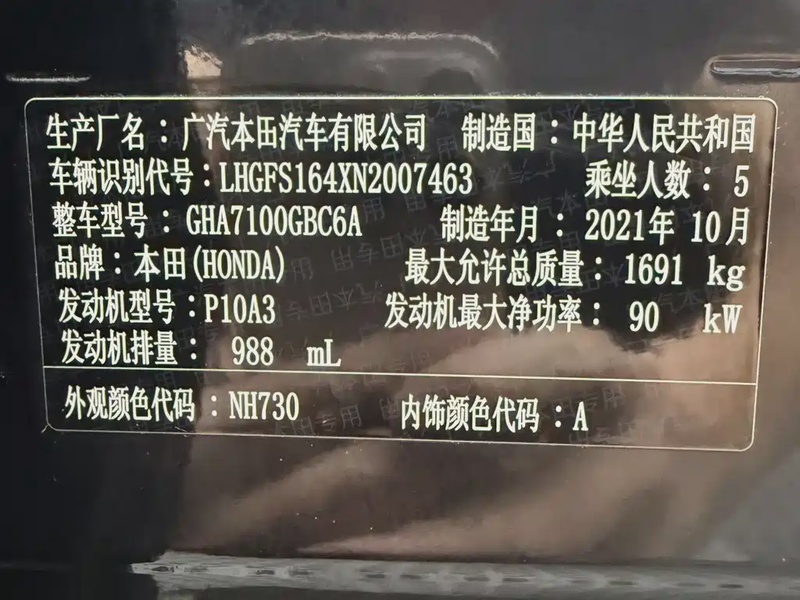 生产厂名：广汽本田汽车有限公司 制造国：中华人民共和国
车辆识别代号：LHGFS164XN2007463 乘坐人数：5
整车型号：GHA7100GBC6A 制造年月：2021年 10月
品牌：本田(HONDA) 最大允许总质量：1691 kg
发动机型号：P10A3 发动机最大净功率：90 kW
发动机排量：988 mL
外观颜色代码：NH730 内饰颜色代码：A